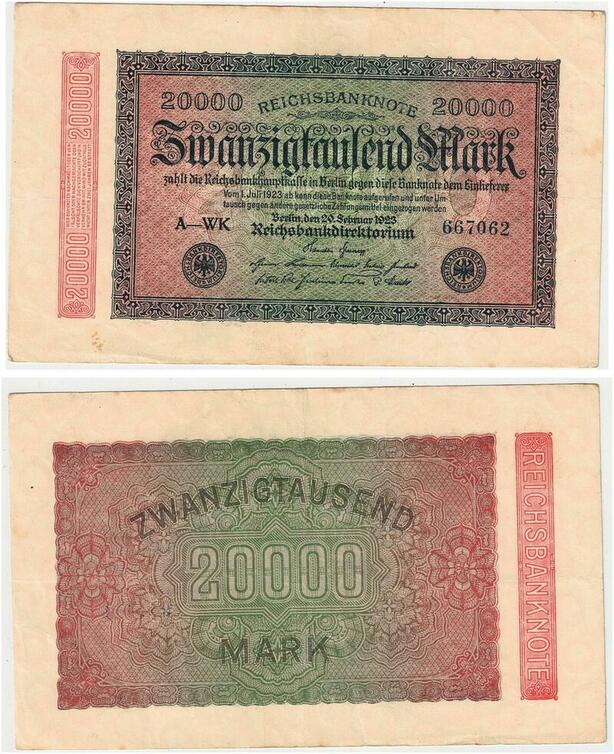 20000 REICHSBANKNOTE 20000
Zwanzigtausend Mark
zahlt die Reichsbankhauptkasse in Berlin gegen diese Banknote dem Einlieferer
Vom 1. Juli 1923 ab kann diese Banknote aufgerufen und unter Um-
tausch gegen andere gesetzliche Zahlungsmittel eingezogen werden
Berlin, den 20. Februar 1923
Reichsbankdirektorium
A—WK 667062
20000 20000
ZWANZIGTAUSEND
20000
MARK
REICHSBANKNOTE